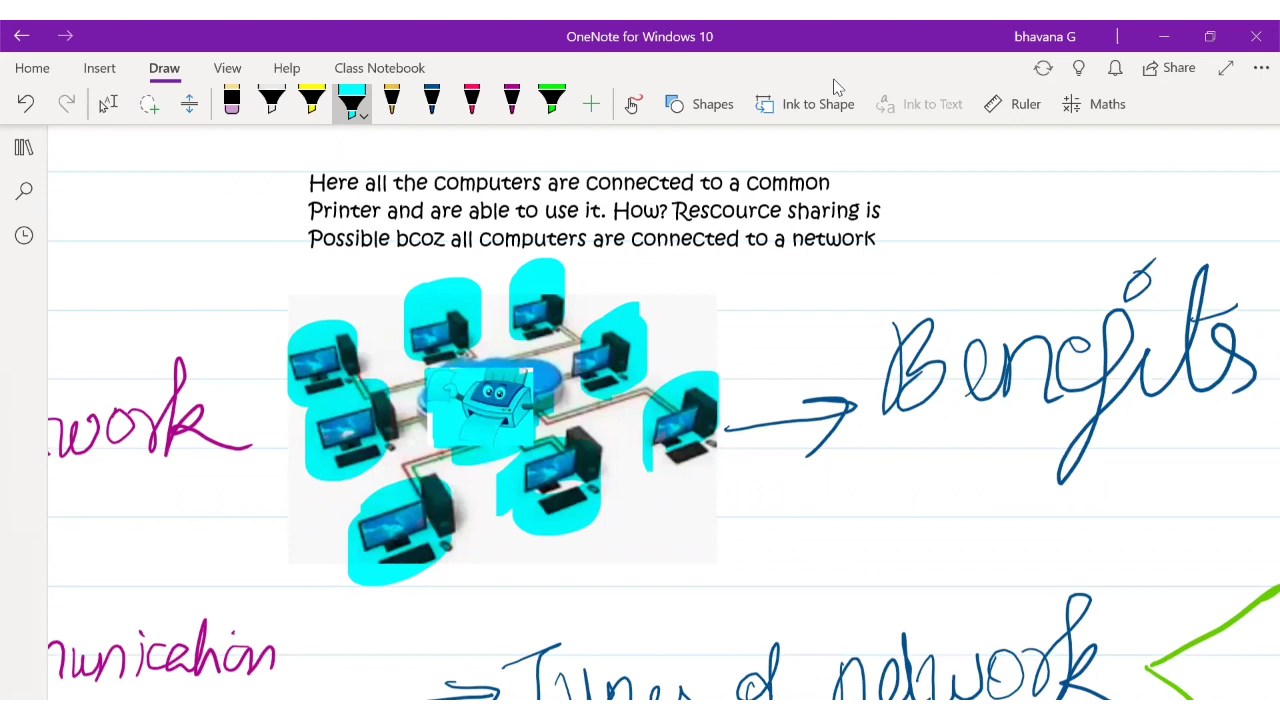 OneNote for Windows 10
bhavana G
Home Insert Draw View Help Class Notebook
Share
Shapes Ink to Shape Ink to Text Ruler Maths
Here all the computers are connected to a common
Printer and are able to use it. How? Rescource sharing is
Possible bcoz all computers are connected to a network
Benefits
work
munication
Types of network